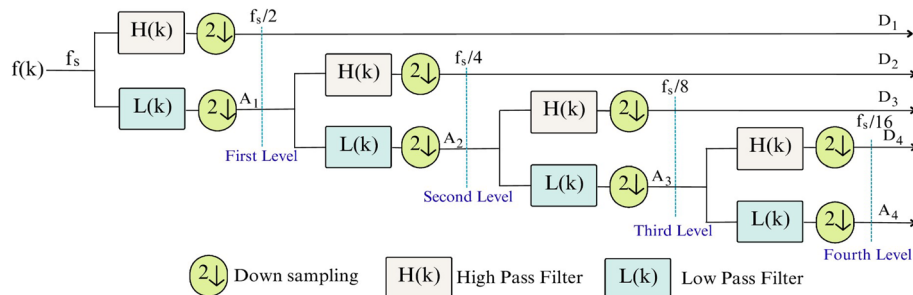 f(k) fs H(k) 2↓ fs/2 D1
L(k) 2↓ A1
First Level
H(k) 2↓ fs/4 D2
L(k) 2↓ A2
Second Level
H(k) 2↓ fs/8 D3
L(k) 2↓ A3
Third Level
H(k) 2↓ fs/16 D4
L(k) 2↓ A4
Fourth Level
2↓ Down sampling H(k) High Pass Filter L(k) Low Pass Filter